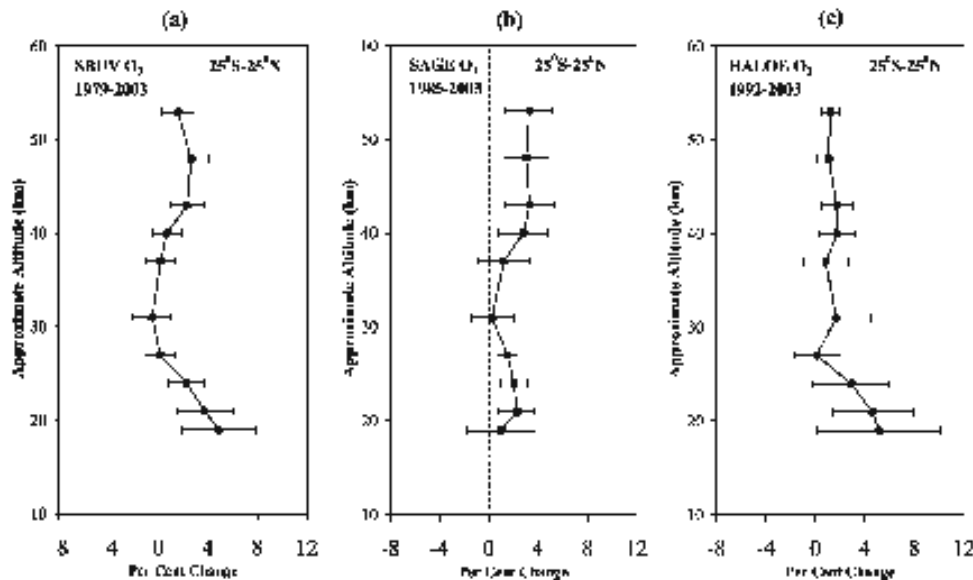 (a)
SBUV O3 25°S-25°N
1979-2003
60
50
40
30
20
10
Approximate Altitude (km)
8 4 0 4 8 12
Per Cent Change
(b)
SAGE O3 25°S-25°N
1985-2003
60
50
40
30
20
10
Approximate Altitude (km)
-8 -4 0 4 8 12
Per Cent Change
(c)
HALOE O3 25°S-25°N
1992-2003
60
50
40
30
20
10
Approximate Altitude (km)
-8 -4 0 4 8 12
Per Cent Change